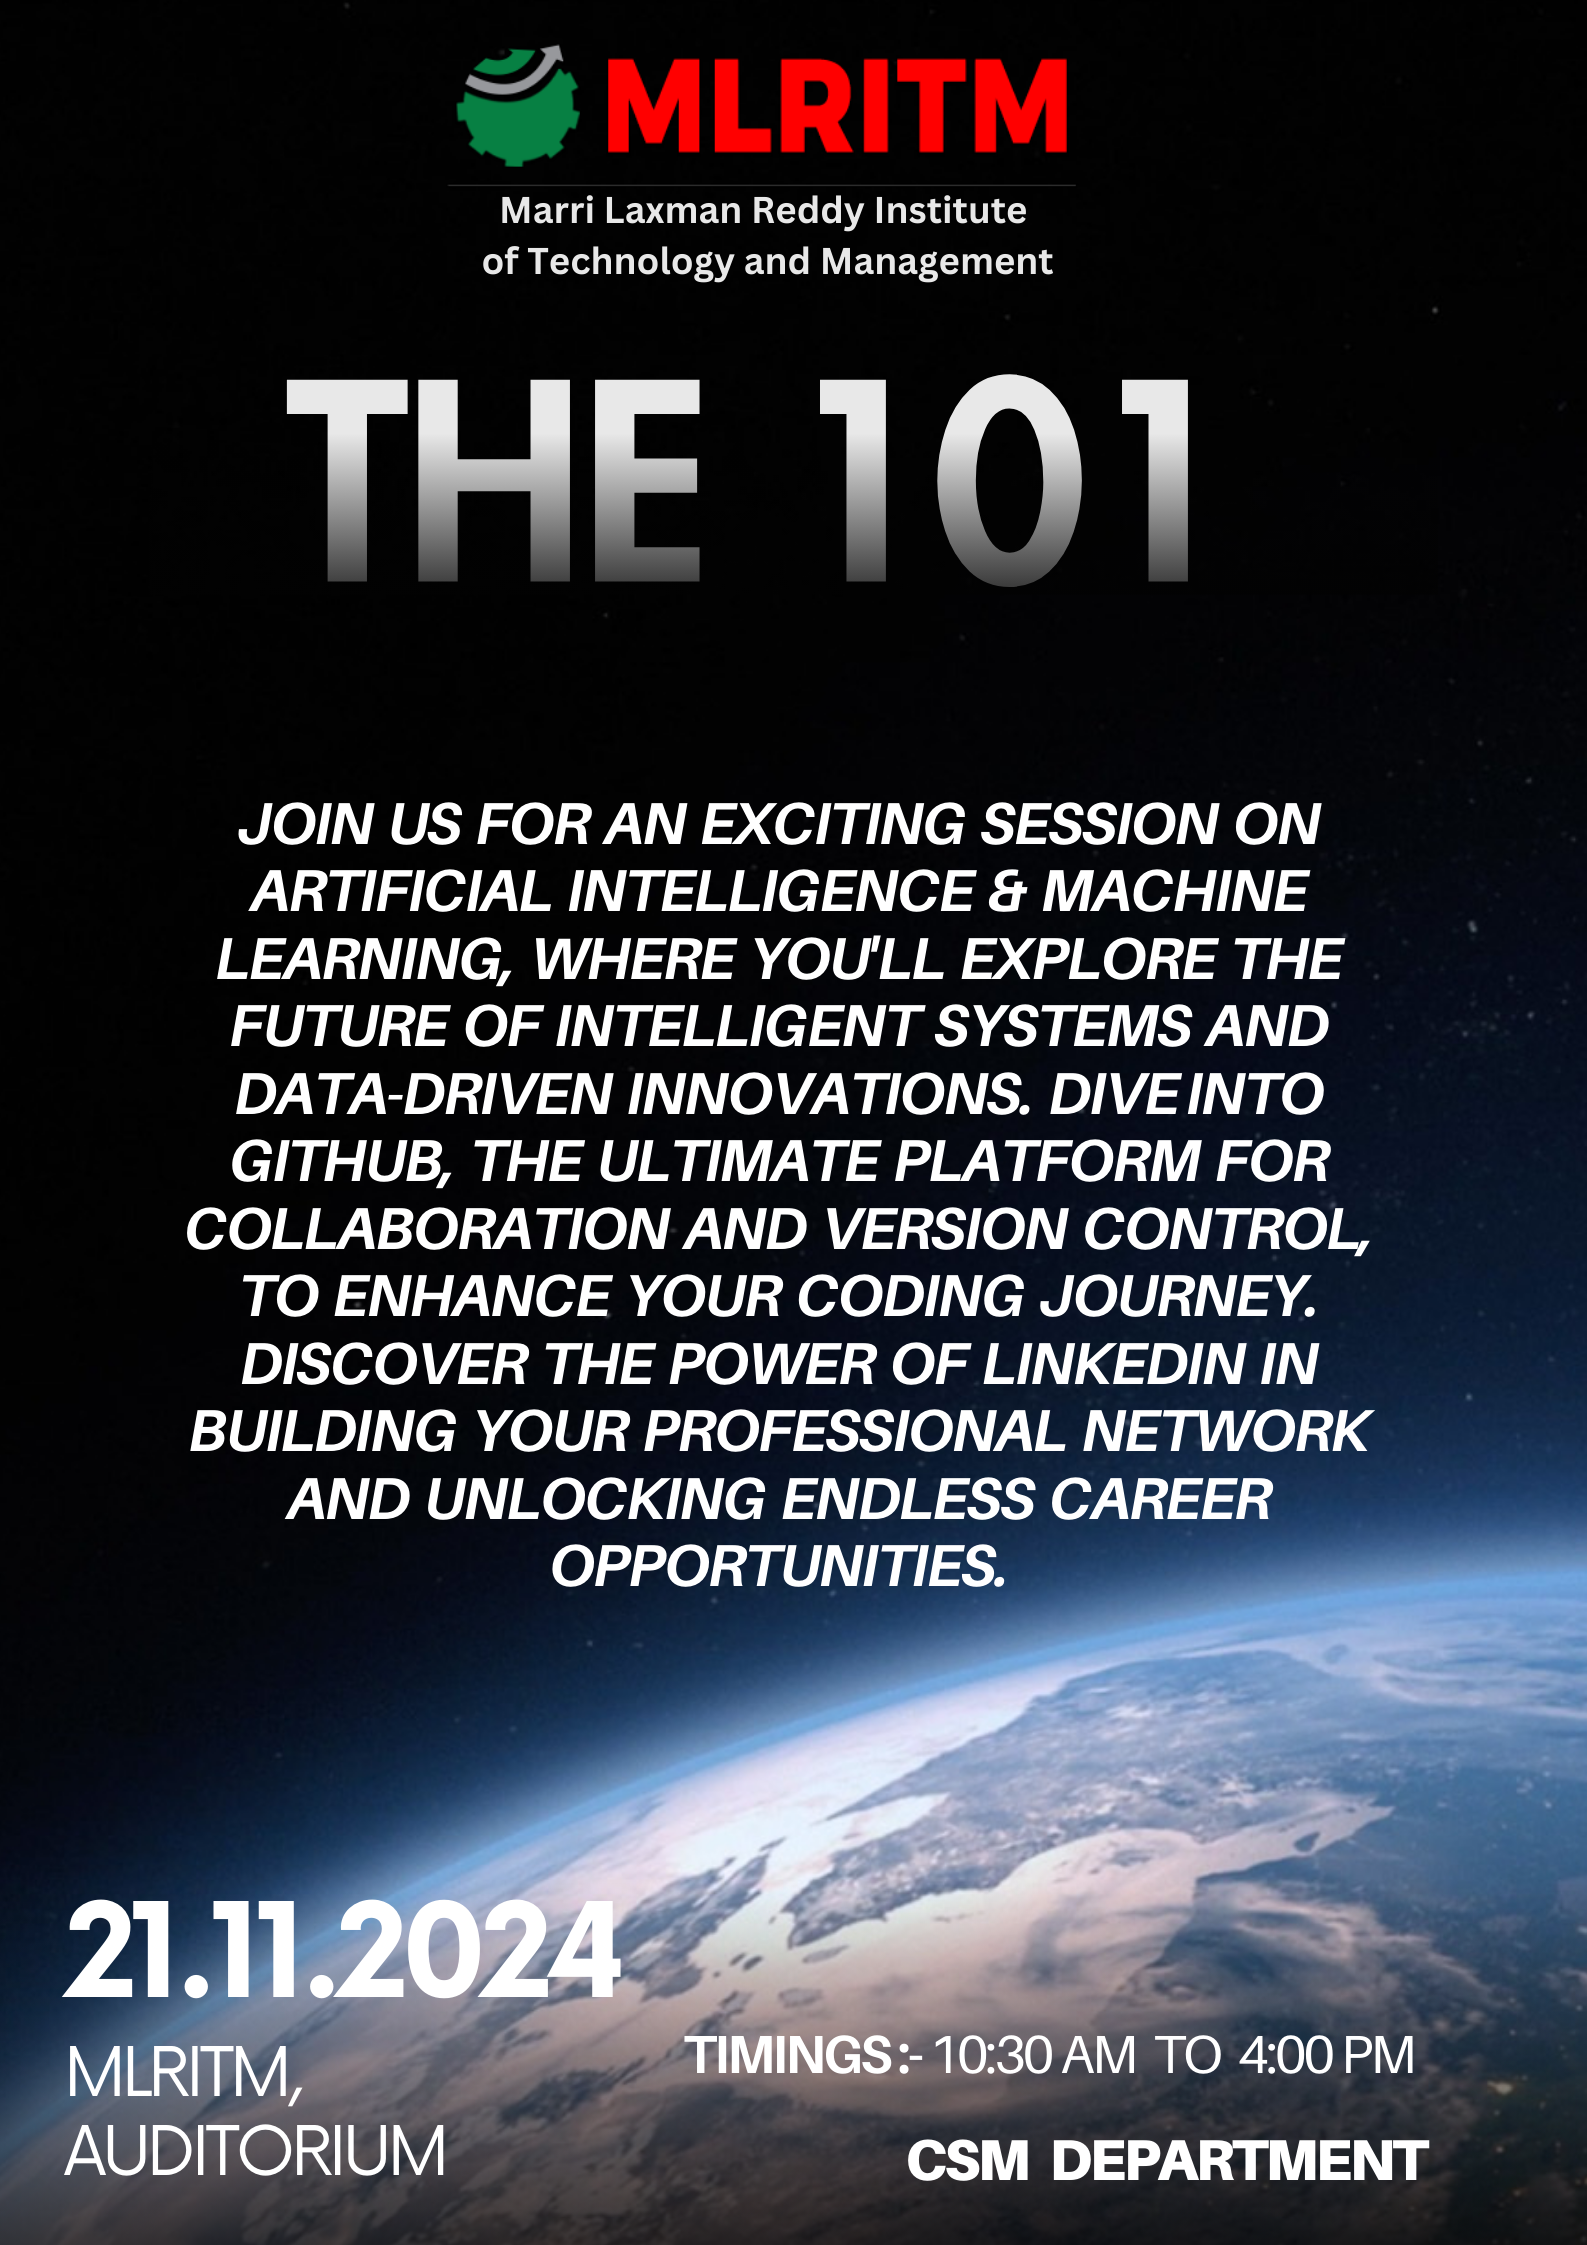 MLRITM
Marri Laxman Reddy Institute
of Technology and Management
THE 101
JOIN US FOR AN EXCITING SESSION ON
ARTIFICIAL INTELLIGENCE & MACHINE
LEARNING, WHERE YOU'LL EXPLORE THE
FUTURE OF INTELLIGENT SYSTEMS AND
DATA-DRIVEN INNOVATIONS. DIVE INTO
GITHUB, THE ULTIMATE PLATFORM FOR
COLLABORATION AND VERSION CONTROL,
TO ENHANCE YOUR CODING JOURNEY.
DISCOVER THE POWER OF LINKEDIN IN
BUILDING YOUR PROFESSIONAL NETWORK
AND UNLOCKING ENDLESS CAREER
OPPORTUNITIES.
21.11.2024
MLRITM,
AUDITORIUM
TIMINGS :- 10:30 AM TO 4:00 PM
CSM DEPARTMENT